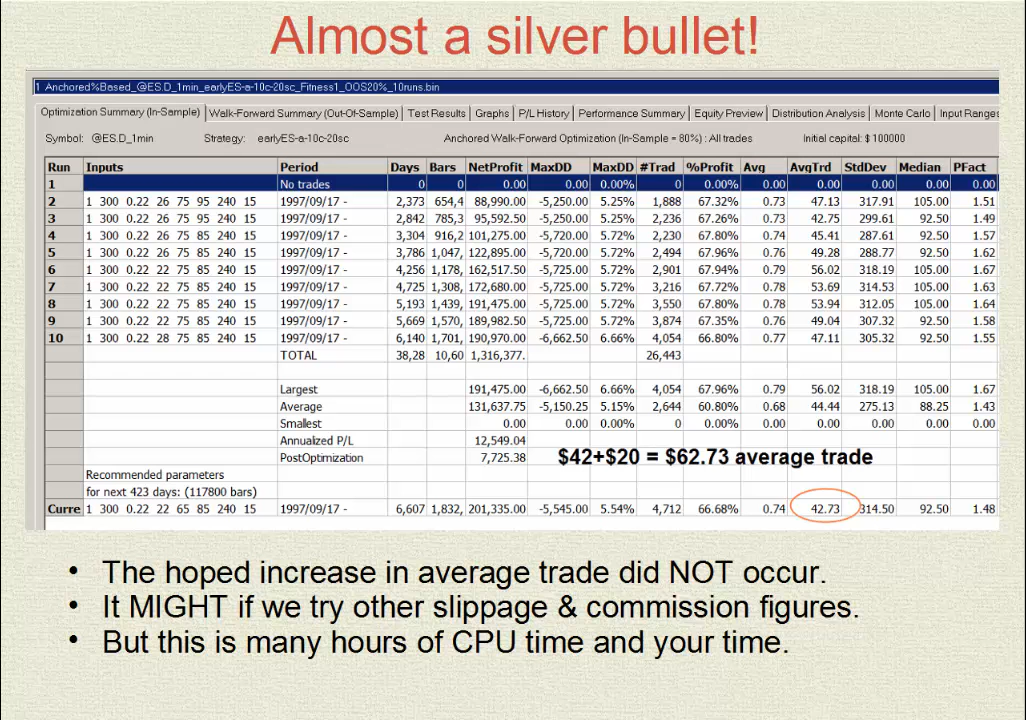 Almost a silver bullet!
1 Anchored%Based_@ES.D_1min_earlyES-a-10c-20sc_Fitness1_OOS20%_10runs.bin
Optimization Summary (In-Sample) Walk-Forward Summary (Out-Of-Sample) Test Results Graphs P/L History Performance Summary Equity Preview Distribution Analysis Monte Carlo Input Ranges
Symbol: @ES.D_1min Strategy: earlyES-a-10c-20sc Anchored Walk-Forward Optimization (In-Sample = 80%) : All trades Initial capital: $ 100000
Run Inputs Period Days Bars NetProfit MaxDD MaxDD #Trad %Profit Avg AvgTrd StdDev Median PFact
1 No trades 0 0 0.00 0.00 0.00% 0 0.00% 0.00 0.00 0.00 0.00 0.00
2 1 300 0.22 26 75 95 240 15 1997/09/17 - 2,373 654,4 88,990.00 -5,250.00 5.25% 1,888 67.32% 0.73 47.13 317.91 105.00 1.51
3 1 300 0.22 26 75 95 240 15 1997/09/17 - 2,842 785,3 95,592.50 -5,250.00 5.25% 2,236 67.26% 0.73 42.75 299.61 92.50 1.49
4 1 300 0.22 26 75 85 240 15 1997/09/17 - 3,304 916,2 101,275.00 -5,720.00 5.72% 2,230 67.80% 0.74 45.41 287.61 92.50 1.57
5 1 300 0.22 26 75 85 240 15 1997/09/17 - 3,786 1,047, 122,895.00 -5,720.00 5.72% 2,494 67.96% 0.76 49.28 288.77 92.50 1.62
6 1 300 0.22 22 75 85 240 15 1997/09/17 - 4,256 1,178, 162,517.50 -5,725.00 5.72% 2,901 67.94% 0.79 56.02 318.19 105.00 1.67
7 1 300 0.22 22 75 85 240 15 1997/09/17 - 4,725 1,308, 172,680.00 -5,725.00 5.72% 3,216 67.72% 0.78 53.69 314.53 105.00 1.63
8 1 300 0.22 22 75 85 240 15 1997/09/17 - 5,193 1,439, 191,475.00 -5,725.00 5.72% 3,550 67.80% 0.78 53.94 312.05 105.00 1.64
9 1 300 0.22 22 75 85 240 15 1997/09/17 - 5,669 1,570, 189,982.50 -5,725.00 5.72% 3,874 67.35% 0.76 49.04 307.32 92.50 1.58
10 1 300 0.22 28 75 85 240 15 1997/09/17 - 6,140 1,701, 190,970.00 -6,662.50 6.66% 4,054 66.80% 0.77 47.11 305.32 92.50 1.55
TOTAL 38,28 10,60 1,316,377. 26,443
Largest 191,475.00 -6,662.50 6.66% 4,054 67.96% 0.79 56.02 318.19 105.00 1.67
Average 131,637.75 -5,150.25 5.15% 2,644 60.80% 0.68 44.44 275.13 88.25 1.43
Smallest 0.00 0.00 0.00% 0 0.00% 0.00 0.00 0.00 0.00 0.00
Annualized P/L 12,549.04
PostOptimization 7,725.38 $42+$20 = $62.73 average trade
Recommended parameters
for next 423 days: (117800 bars)
Curre 1 300 0.22 22 65 85 240 15 1997/09/17 - 6,607 1,832, 201,335.00 -5,545.00 5.54% 4,712 66.68% 0.74 42.73 314.50 92.50 1.48
• The hoped increase in average trade did NOT occur.
• It MIGHT if we try other slippage & commission figures.
• But this is many hours of CPU time and your time.